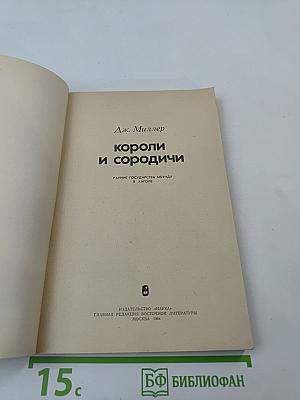 Дж. Миллер
короли
и сородичи
РАННИЕ ГОСУДАРСТВА МБУНДУ
В АНГОЛЕ
ИЗДАТЕЛЬСТВО «НАУКА»
ГЛАВНАЯ РЕДАКЦИЯ ВОСТОЧНОЙ ЛИТЕРАТУРЫ
МОСКВА 1984
15с
БФ БИБЛИОФАН